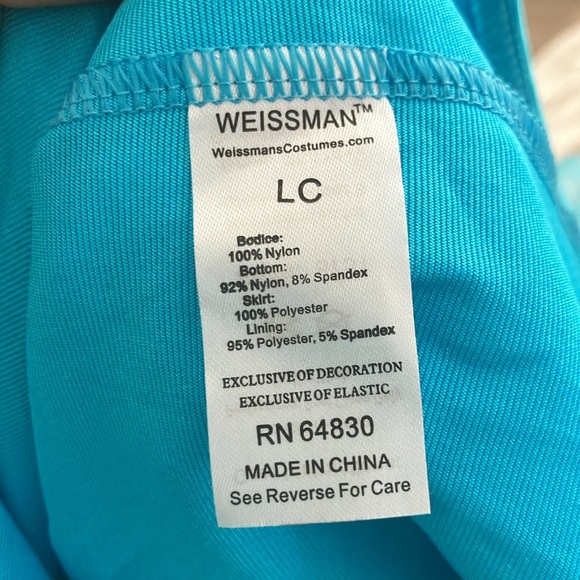 WEISSMAN™
WeissmansCostumes.com
LC
Bodice:
100% Nylon
Bottom:
92% Nylon, 8% Spandex
Skirt:
100% Polyester
Lining:
95% Polyester, 5% Spandex
EXCLUSIVE OF DECORATION
EXCLUSIVE OF ELASTIC
RN 64830
MADE IN CHINA
See Reverse For Care